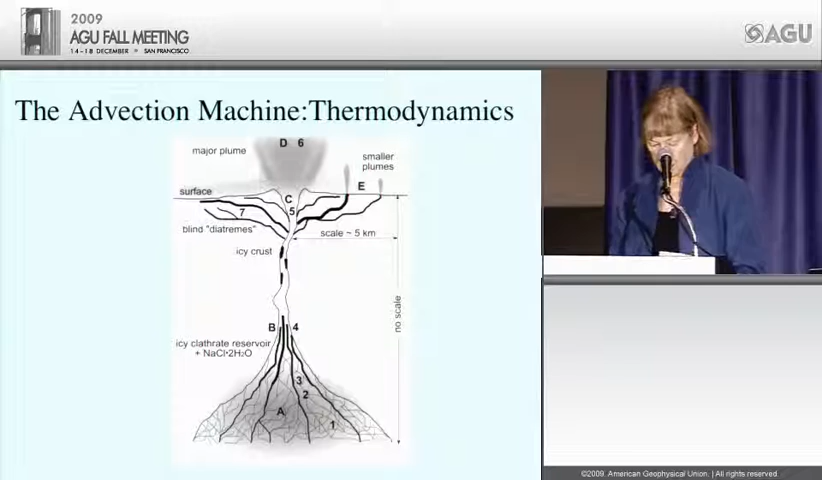 2009
AGU FALL MEETING
14–18 DECEMBER • SAN FRANCISCO
AGU
The Advection Machine:Thermodynamics
D 6
major plume
smaller
plumes
E
surface
C
5
7
blind "diatremes"
scale ~ 5 km
icy crust
no scale
B 4
icy clathrate reservoir
+ NaCl•2H2O
3
2
A
1
©2009. American Geophysical Union. | All rights reserved